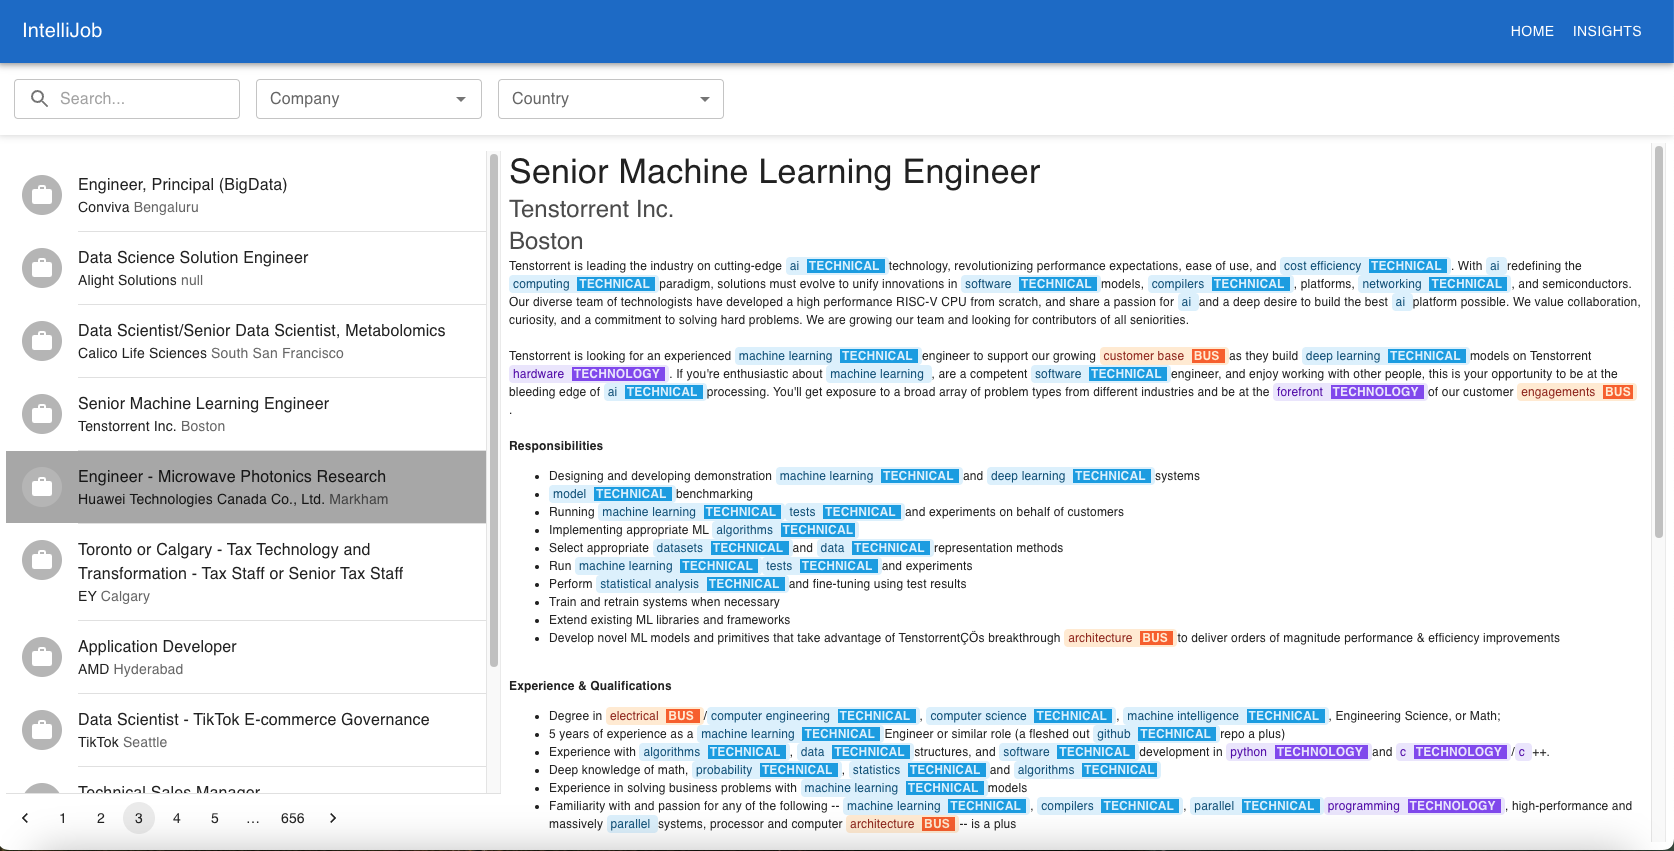 IntelliJob
HOME INSIGHTS
Search...
Company
Country
Engineer, Principal (BigData)
Conviva Bengaluru
Data Science Solution Engineer
Alight Solutions null
Data Scientist/Senior Data Scientist, Metabolomics
Calico Life Sciences South San Francisco
Senior Machine Learning Engineer
Tenstorrent Inc. Boston
Engineer - Microwave Photonics Research
Huawei Technologies Canada Co., Ltd. Markham
Toronto or Calgary - Tax Technology and
Transformation - Tax Staff or Senior Tax Staff
EY Calgary
Application Developer
AMD Hyderabad
Data Scientist - TikTok E-commerce Governance
TikTok Seattle
Technical Sales Manager
1 2 3 4 5 ... 656
Senior Machine Learning Engineer
Tenstorrent Inc.
Boston
Tenstorrent is leading the industry on cutting-edge ai TECHNICAL technology, revolutionizing performance expectations, ease of use, and cost efficiency TECHNICAL . With ai redefining the
computing TECHNICAL paradigm, solutions must evolve to unify innovations in software TECHNICAL models, compilers TECHNICAL , platforms, networking TECHNICAL , and semiconductors.
Our diverse team of technologists have developed a high performance RISC-V CPU from scratch, and share a passion for ai and a deep desire to build the best ai platform possible. We value collaboration,
curiosity, and a commitment to solving hard problems. We are growing our team and looking for contributors of all seniorities.
Tenstorrent is looking for an experienced machine learning TECHNICAL engineer to support our growing customer base BUS as they build deep learning TECHNICAL models on Tenstorrent
hardware TECHNOLOGY . If you're enthusiastic about machine learning , are a competent software TECHNICAL engineer, and enjoy working with other people, this is your opportunity to be at the
bleeding edge of ai TECHNICAL processing. You'll get exposure to a broad array of problem types from different industries and be at the forefront TECHNOLOGY of our customer engagements BUS
.
Responsibilities
• Designing and developing demonstration machine learning TECHNICAL and deep learning TECHNICAL systems
• model TECHNICAL benchmarking
• Running machine learning TECHNICAL tests TECHNICAL and experiments on behalf of customers
• Implementing appropriate ML algorithms TECHNICAL
• Select appropriate datasets TECHNICAL and data TECHNICAL representation methods
• Run machine learning TECHNICAL tests TECHNICAL and experiments
• Perform statistical analysis TECHNICAL and fine-tuning using test results
• Train and retrain systems when necessary
• Extend existing ML libraries and frameworks
• Develop novel ML models and primitives that take advantage of TenstorrentÇÖs breakthrough architecture BUS to deliver orders of magnitude performance & efficiency improvements
Experience & Qualifications
• Degree in electrical BUS / computer engineering TECHNICAL , computer science TECHNICAL , machine intelligence TECHNICAL , Engineering Science, or Math;
• 5 years of experience as a machine learning TECHNICAL Engineer or similar role (a fleshed out github TECHNICAL repo a plus)
• Experience with algorithms TECHNICAL , data TECHNICAL structures, and software TECHNICAL development in python TECHNOLOGY and c TECHNOLOGY / c ++.
• Deep knowledge of math, probability TECHNICAL , statistics TECHNICAL and algorithms TECHNICAL
• Experience in solving business problems with machine learning TECHNICAL models
• Familiarity with and passion for any of the following -- machine learning TECHNICAL , compilers TECHNICAL , parallel TECHNICAL programming TECHNOLOGY , high-performance and
massively parallel systems, processor and computer architecture BUS -- is a plus